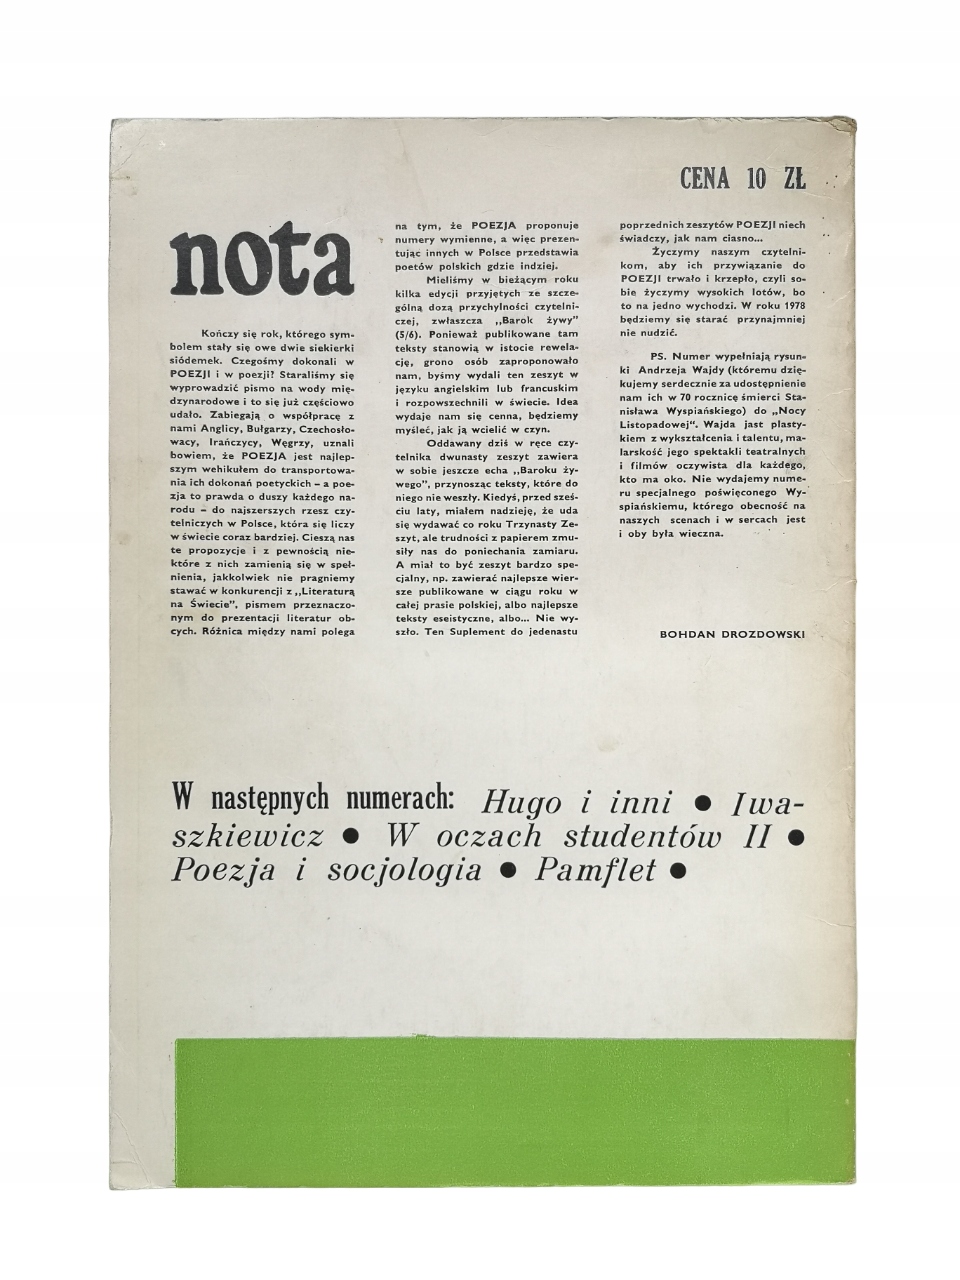 CENA 10 ZŁ
nota
Kończy się rok, którego sym-
bolem stały się owe dwie siekierki
siódemek. Czegośmy dokonali w
POEZJI i w poezji? Staraliśmy się
wyprowadzić pismo na wody mię-
dzynarodowe i to się już częściowo
udało. Zabiegają o współpracę z
nami Anglicy, Bułgarzy, Czechosło-
wacy, Irańczycy, Węgrzy, uznali
bowiem, że POEZJA jest najlep-
szym wehikułem do transportowa-
nia ich dokonań poetyckich – a poe-
zja to prawda o duszy każdego na-
rodu – do najszerszych rzesz czy-
telniczych w Polsce, która się liczy
w świecie coraz bardziej. Cieszą nas
te propozycje i z pewnością nie-
które z nich zamienią się w speł-
nienia, jakkolwiek nie pragniemy
stawać w konkurencji z „Literaturą
na Świecie”, pismem przeznaczo-
nym do prezentacji literatur ob-
cych. Różnica między nami polega
na tym, że POEZJA proponuje
numery wymienne, a więc prezen-
tując innych w Polsce przedstawia
poetów polskich gdzie indziej.
Mieliśmy w bieżącym roku
kilka edycji przyjętych ze szcze-
gólną dozą przychylności czytelni-
czej, zwłaszcza „Barok żywy”
(5/6). Ponieważ publikowane tam
teksty stanowią w istocie rewela-
cję, grono osób zaproponowało
nam, byśmy wydali ten zeszyt w
języku angielskim lub francuskim
i rozpowszechnili w świecie. Idea
wydaje nam się cenna, będziemy
myśleć, jak ją wcielić w czyn.
Oddawany dziś w ręce czy-
telnika dwunasty zeszyt zawiera
w sobie jeszcze echa „Baroku ży-
wego”, przynosząc teksty, które do
niego nie weszły. Kiedyś, przed sześ-
ciu laty, miałem nadzieję, że uda
się wydawać co roku Trzynasty Ze-
szyt, ale trudności z papierem zmu-
siły nas do poniechania zamiaru.
A miał to być zeszyt bardzo spe-
cjalny, np. zawierać najlepsze wier-
sze publikowane w ciągu roku w
całej prasie polskiej, albo najlepsze
teksty eseistyczne, albo... Nie wy-
szło. Ten Suplement do jedenastu
poprzednich zeszytów POEZJI niech
świadczy, jak nam ciasno...
Życzymy naszym czytelni-
kom, aby ich przywiązanie do
POEZJI trwało i krzepło, czyli so-
bie życzymy wysokich lotów, bo
to na jedno wychodzi. W roku 1978
będziemy się starać przynajmniej
nie nudzić.
PS. Numer wypełniają rysun-
ki Andrzeja Wajdy (któremu dzię-
kujemy serdecznie za udostępnienie
nam ich w 70 rocznicę śmierci Sta-
nisława Wyspiańskiego) do „Nocy
Listopadowej”. Wajda jast plasty-
kiem z wykształcenia i talentu, ma-
larskość jego spektakli teatralnych
i filmów oczywista dla każdego,
kto ma oko. Nie wydajemy nume-
ru specjalnego poświęconego Wy-
spiańskiemu, którego obecność na
naszych scenach i w sercach jest
i oby była wieczna.
BOHDAN DROZDOWSKI
W następnych numerach: Hugo i inni ● Iwa-
szkiewicz ● W oczach studentów II ●
Poezja i socjologia ● Pamflet ●